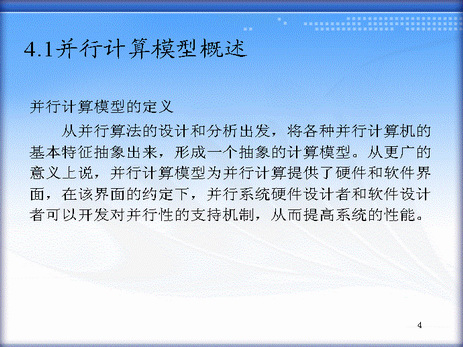 4.1并行计算模型概述
并行计算模型的定义
从并行算法的设计和分析出发，将各种并行计算机的
基本特征抽象出来，形成一个抽象的计算模型。从更广的
意义上说，并行计算模型为并行计算提供了硬件和软件界
面，在该界面的约定下，并行系统硬件设计者和软件设计
者可以开发对并行性的支持机制，从而提高系统的性能。
4